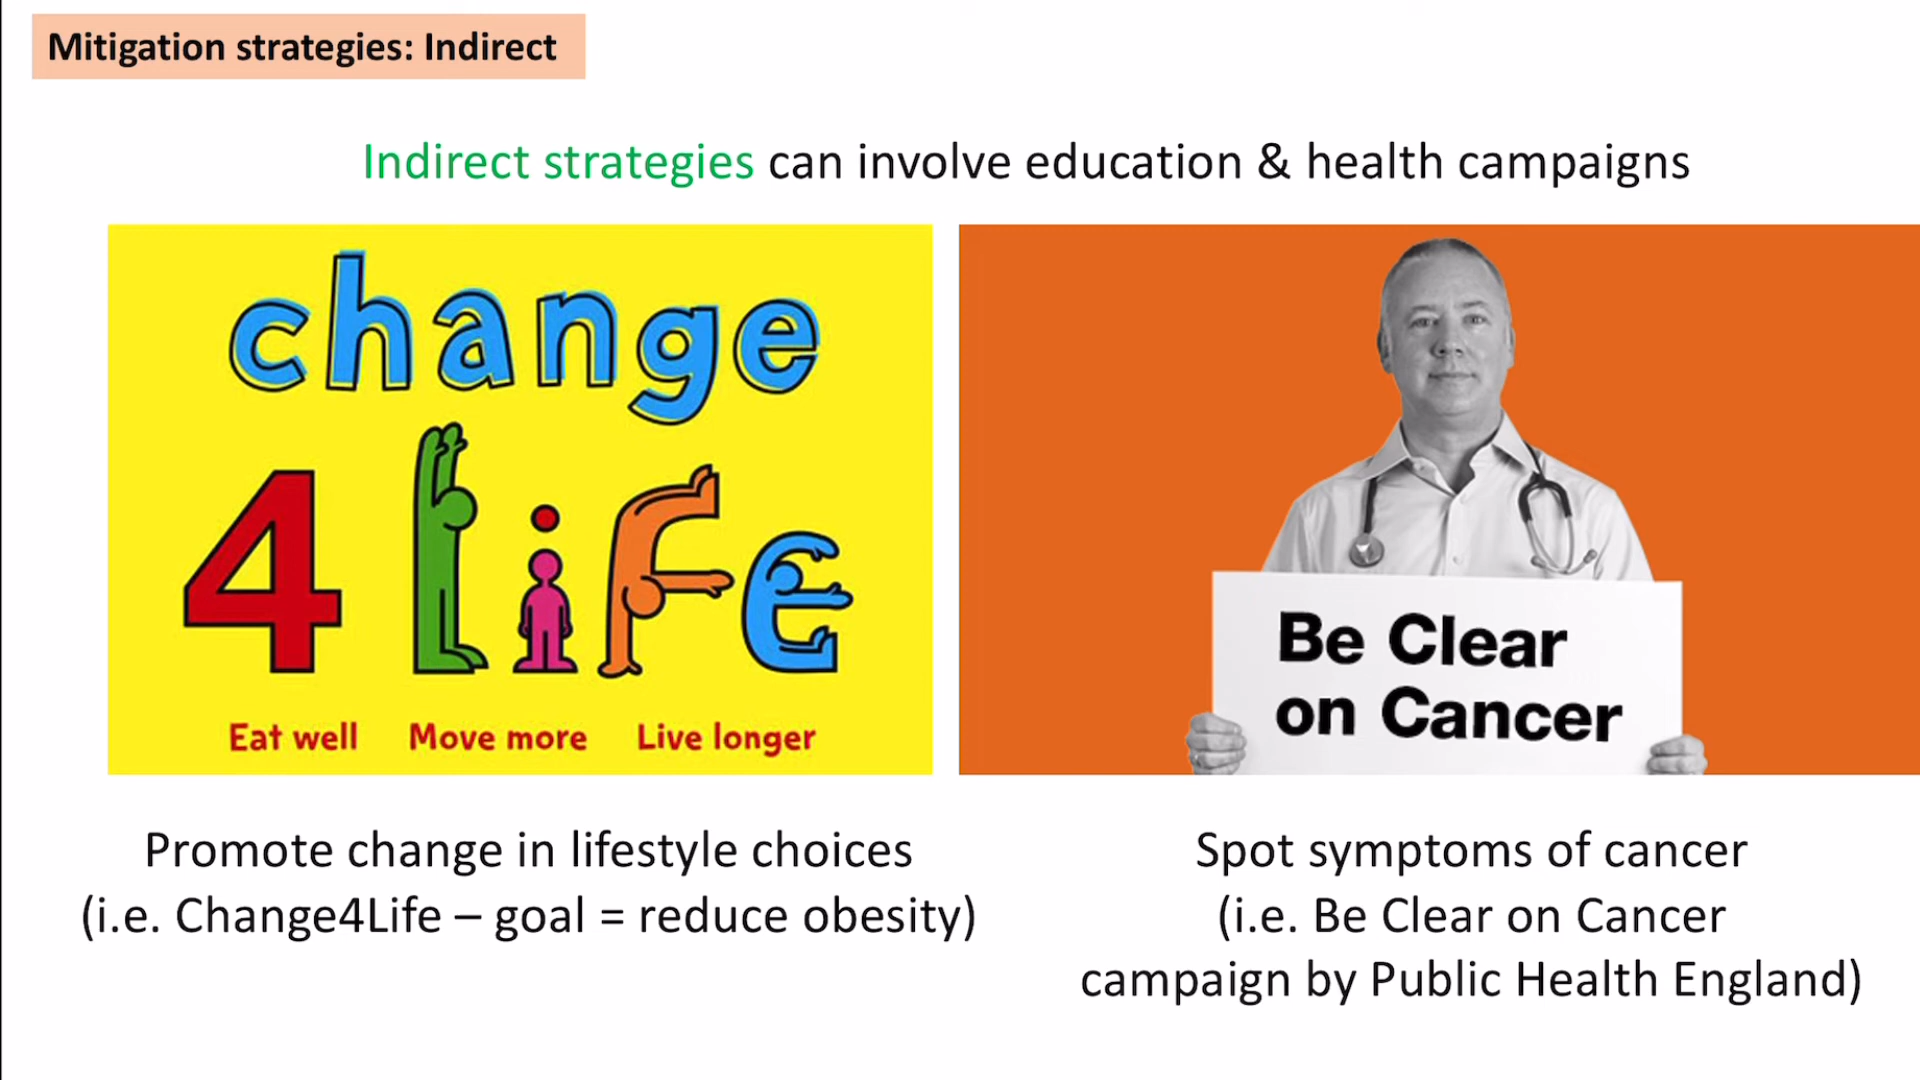 Mitigation strategies: Indirect
Indirect strategies can involve education & health campaigns
change
4life
Eat well Move more Live longer
Be Clear
on Cancer
Promote change in lifestyle choices
(i.e. Change4Life – goal = reduce obesity)
Spot symptoms of cancer
(i.e. Be Clear on Cancer
campaign by Public Health England)